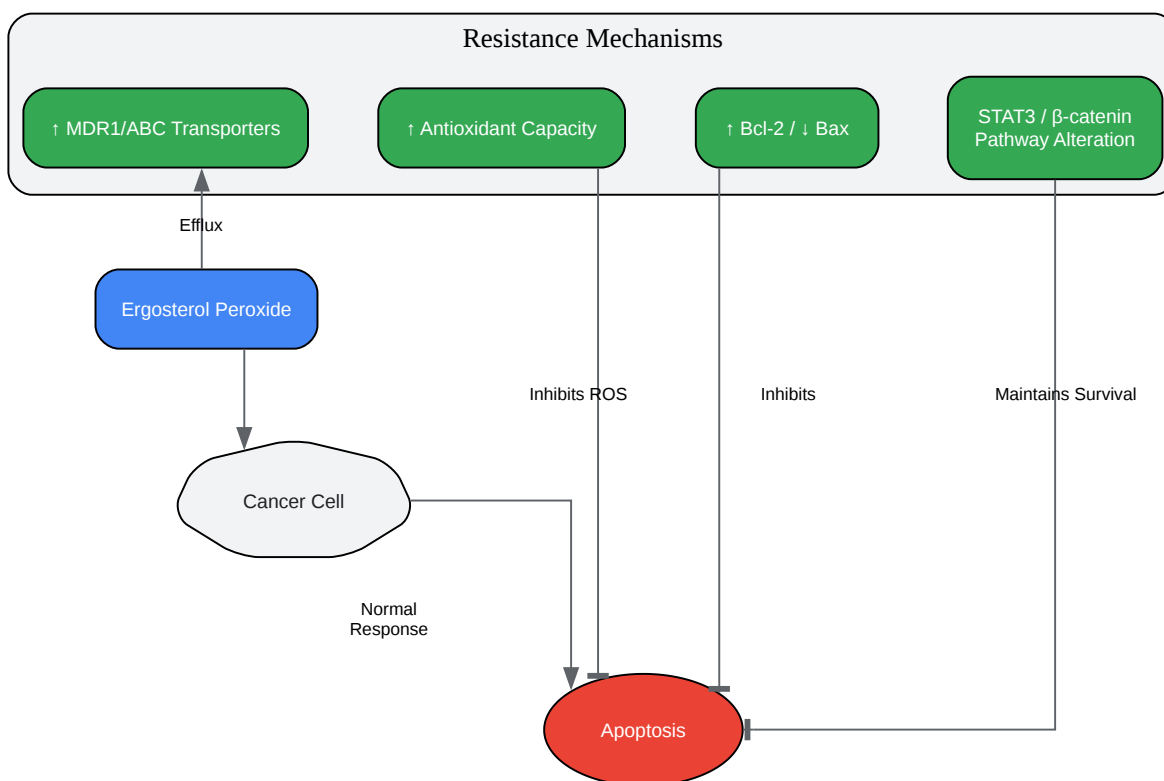 Resistance Mechanisms
↑ MDR1/ABC Transporters
↑ Antioxidant Capacity
↑ Bcl-2 / ↓ Bax
STAT3 / β-catenin
Pathway Alteration
Efflux
Ergosterol Peroxide
Inhibits ROS
Inhibits
Maintains Survival
Cancer Cell
Normal
Response
Apoptosis